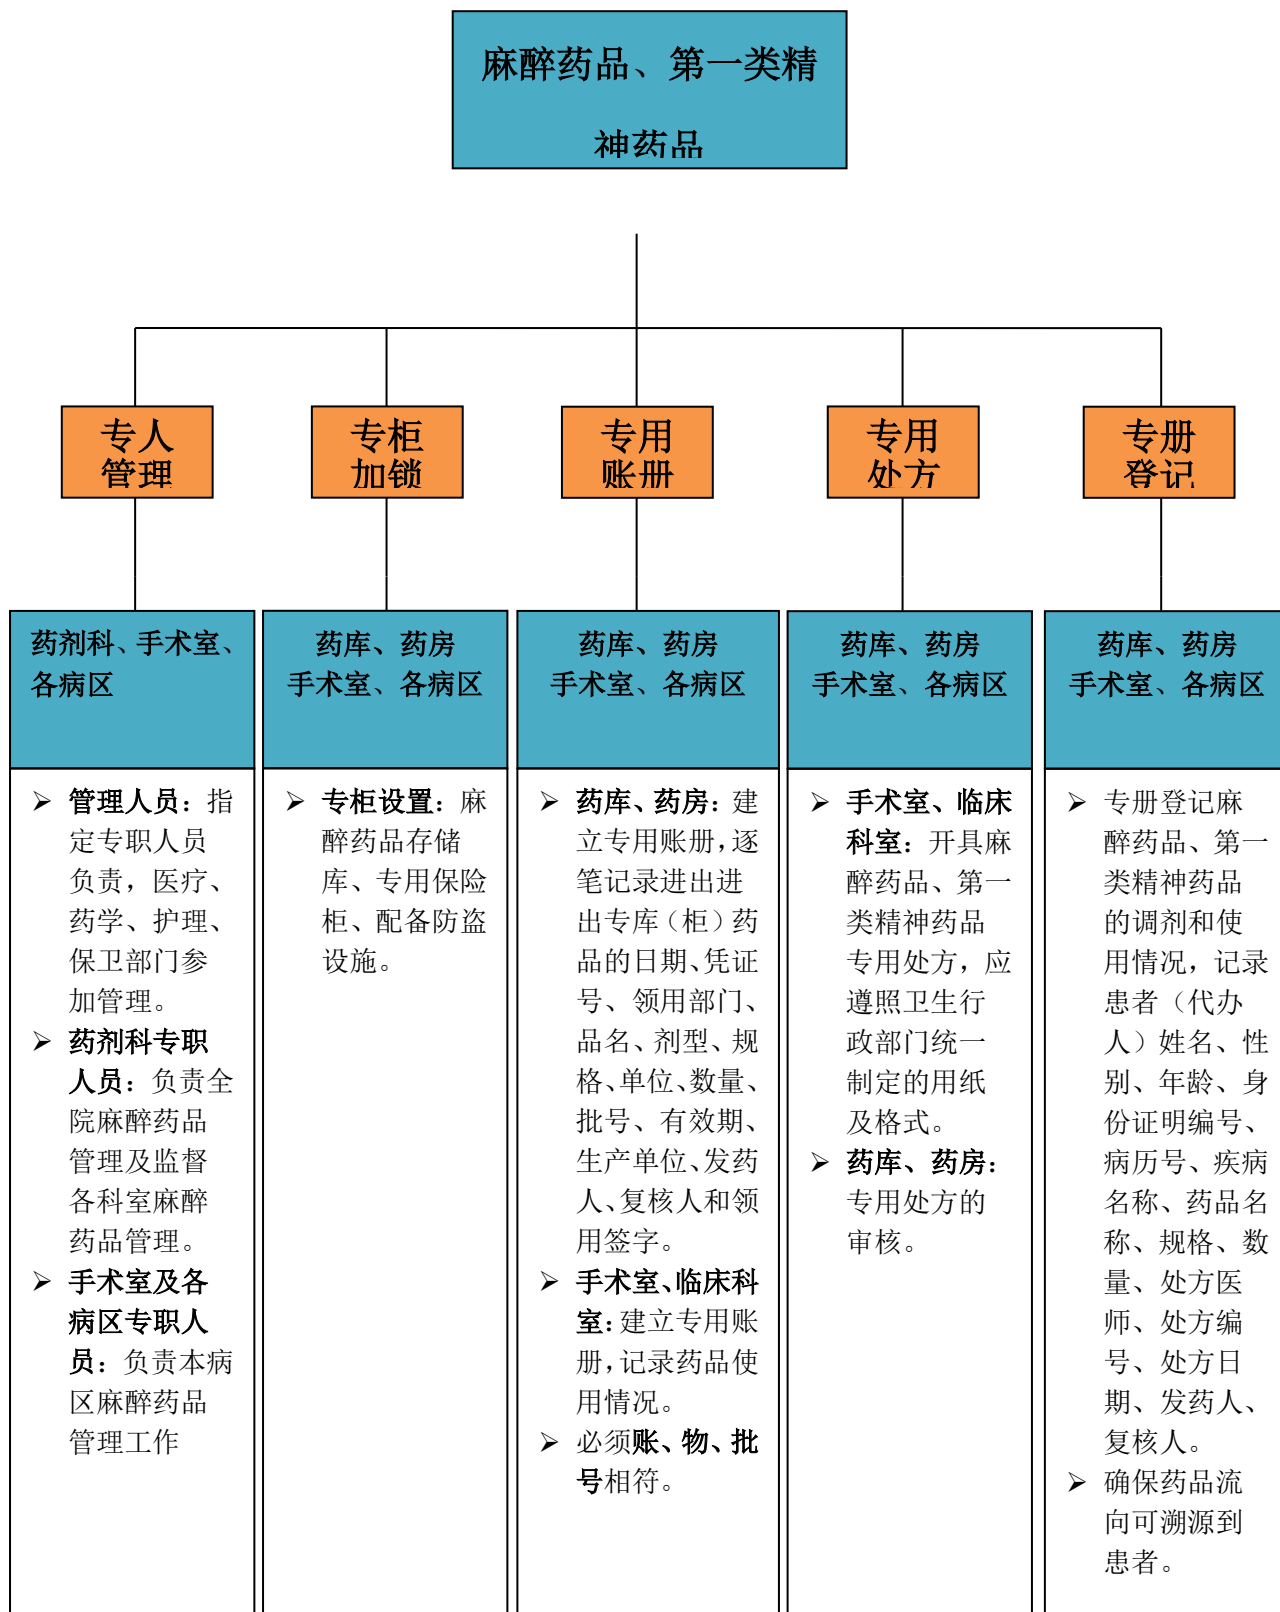 麻醉药品、第一类精
神药品
专人
管理
专柜
加锁
专用
账册
专用
处方
专册
登记
药剂科、手术室、
各病区
药库、药房
手术室、各病区
药库、药房
手术室、各病区
药库、药房
手术室、各病区
药库、药房
手术室、各病区
➢ 管理人员：指
定专职人员
负责，医疗、
药学、护理、
保卫部门参
加管理。
➢ 药剂科专职
人员：负责全
院麻醉药品
管理及监督
各科室麻醉
药品管理。
➢ 手术室及各
病区专职人
员：负责本病
区麻醉药品
管理工作
➢ 专柜设置：麻
醉药品存储
库、专用保险
柜、配备防盗
设施。
➢ 药库、药房：建
立专用账册，逐
笔记录进出进
出专库（柜）药
品的日期、凭证
号、领用部门、
品名、剂型、规
格、单位、数量、
批号、有效期、
生产单位、发药
人、复核人和领
用签字。
➢ 手术室、临床科
室：建立专用账
册，记录药品使
用情况。
➢ 必须账、物、批
号相符。
➢ 手术室、临床
科室：开具麻
醉药品、第一
类精神药品
专用处方，应
遵照卫生行
政部门统一
制定的用纸
及格式。
➢ 药库、药房：
专用处方的
审核。
➢ 专册登记麻
醉药品、第一
类精神药品
的调剂和使
用情况，记录
患者（代办
人）姓名、性
别、年龄、身
份证明编号、
病历号、疾病
名称、药品名
称、规格、数
量、处方医
师、处方编
号、处方日
期、发药人、
复核人。
➢ 确保药品流
向可溯源到
患者。